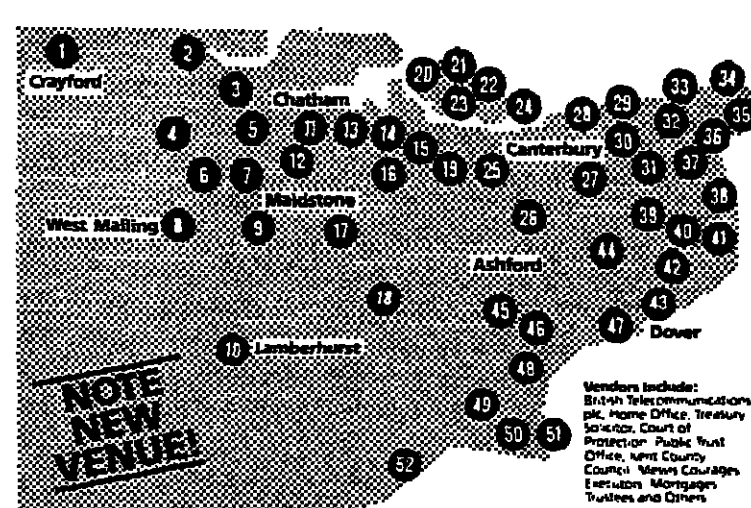 1 2
Crayford
3
Chatham
20 21 22 23 24
28 29 33 34
32 35
4 5 11 13 14
15
Canterbury 30 36
12
6 7 16 19 25 27 31 37
Maidstone
38
West Malling 8 9 17
26
39 40 41
Ashford
44
42
18
45
46
43
47 Dover
10 Lamberhurst
48
49
50 51
52
NOTE
NEW
VENUE!
Vendors Include:
British Telecommunications
plc, Home Office, Treasury
Solicitor, Court of
Protection Public Trust
Office, Kent County
Council Mews Courages
Executors Mortgages
Trustees and Others